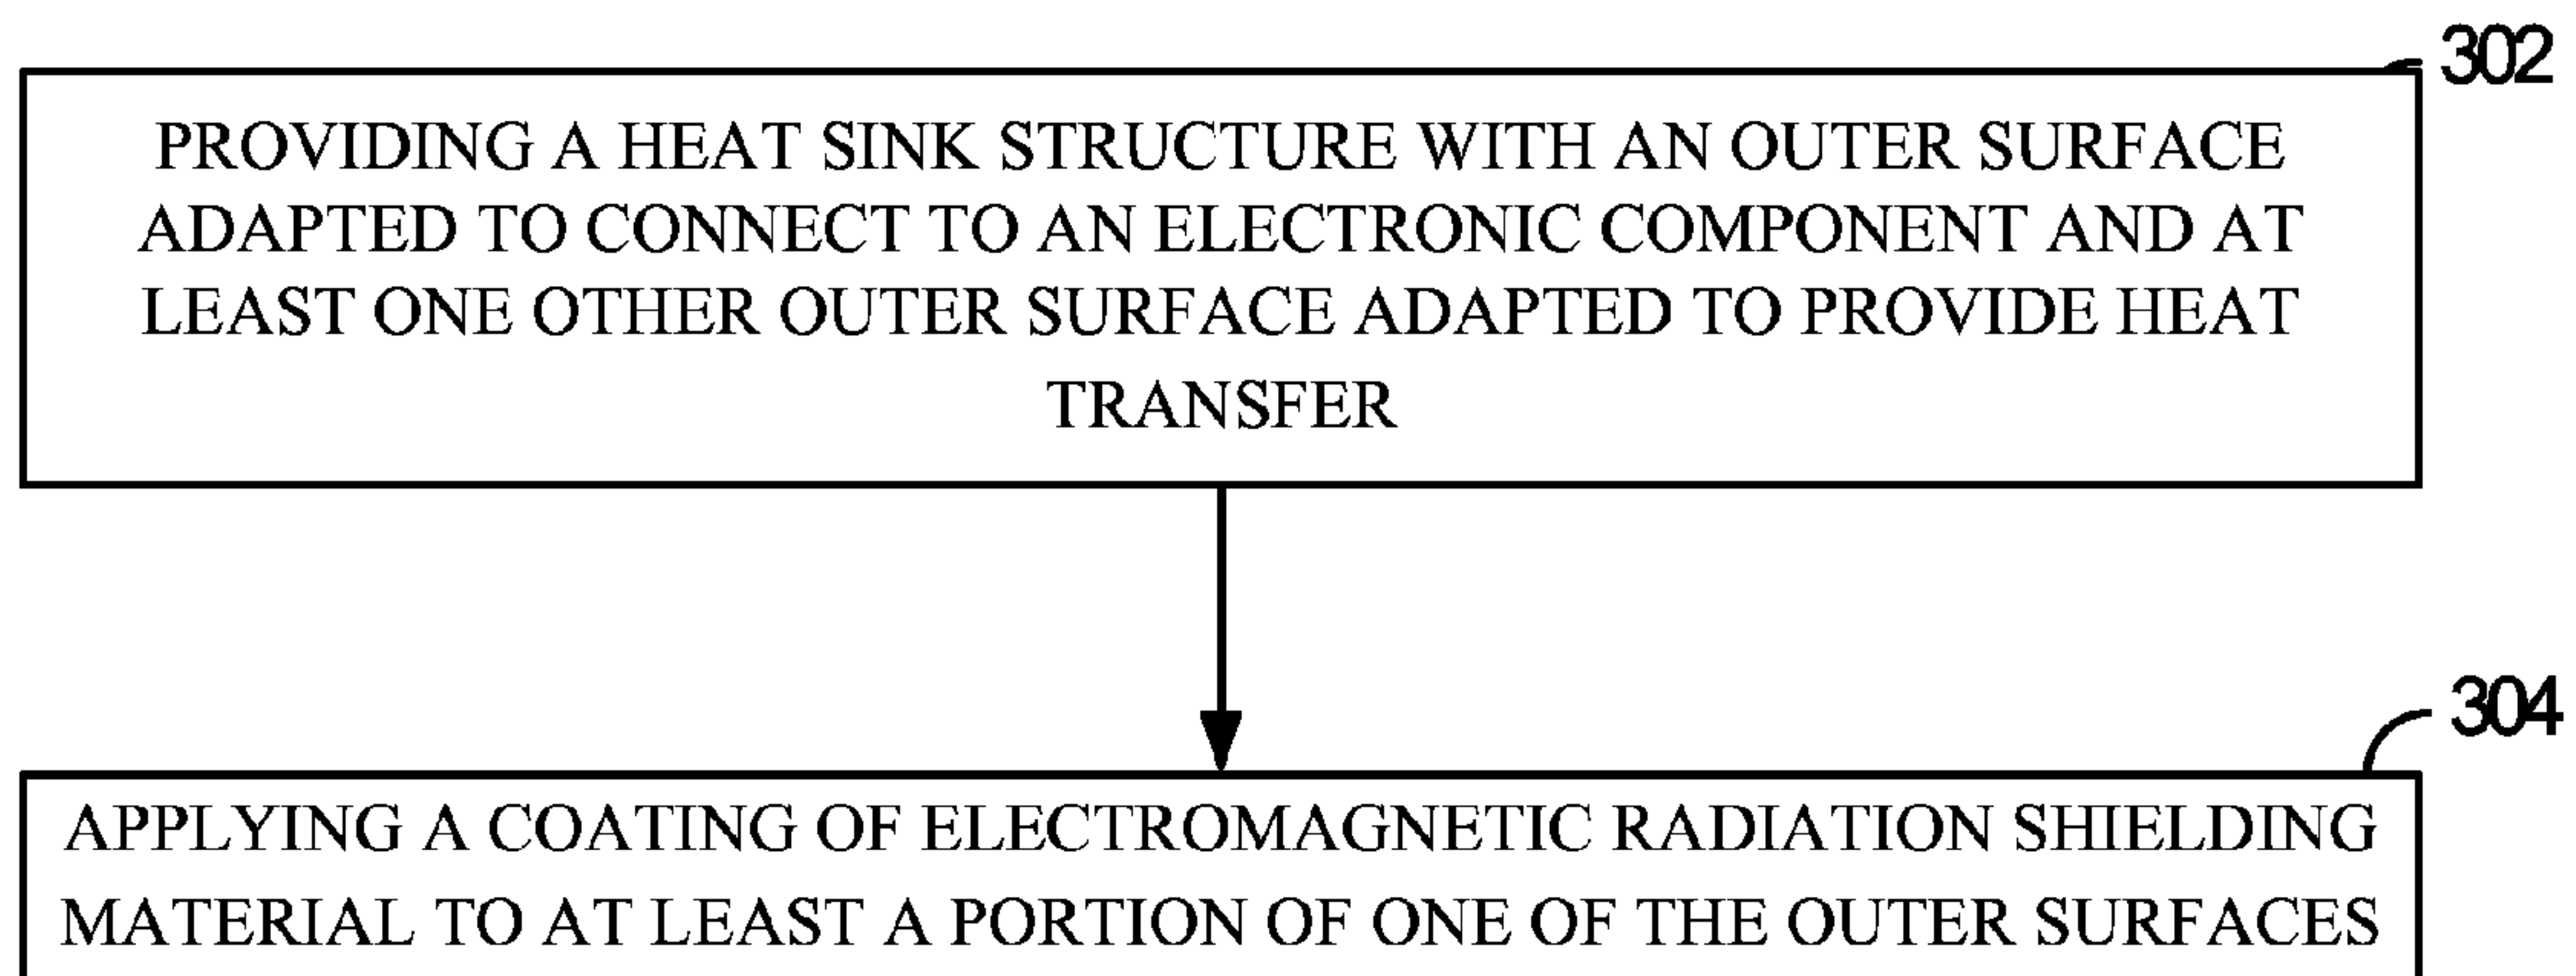 302
PROVIDING A HEAT SINK STRUCTURE WITH AN OUTER SURFACE
ADAPTED TO CONNECT TO AN ELECTRONIC COMPONENT AND AT
LEAST ONE OTHER OUTER SURFACE ADAPTED TO PROVIDE HEAT
TRANSFER
304
APPLYING A COATING OF ELECTROMAGNETIC RADIATION SHIELDING
MATERIAL TO AT LEAST A PORTION OF ONE OF THE OUTER SURFACES